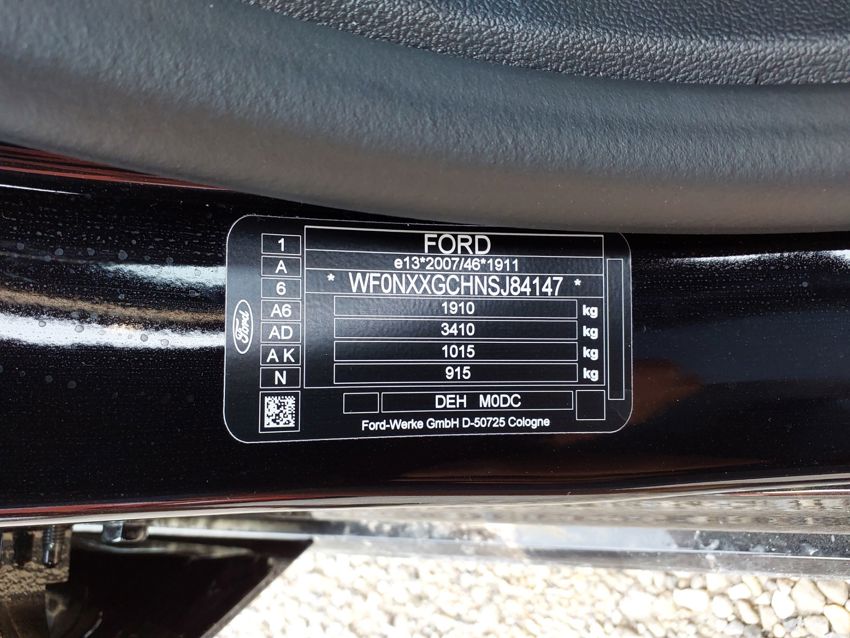 1
FORD
A
e13*2007/46*1911
6
* WF0NXXGCHNSJ84147 *
A6
1910 kg
AD
3410 kg
A K
1015 kg
N
915 kg
Ford
DEH M0DC
Ford-Werke GmbH D-50725 Cologne